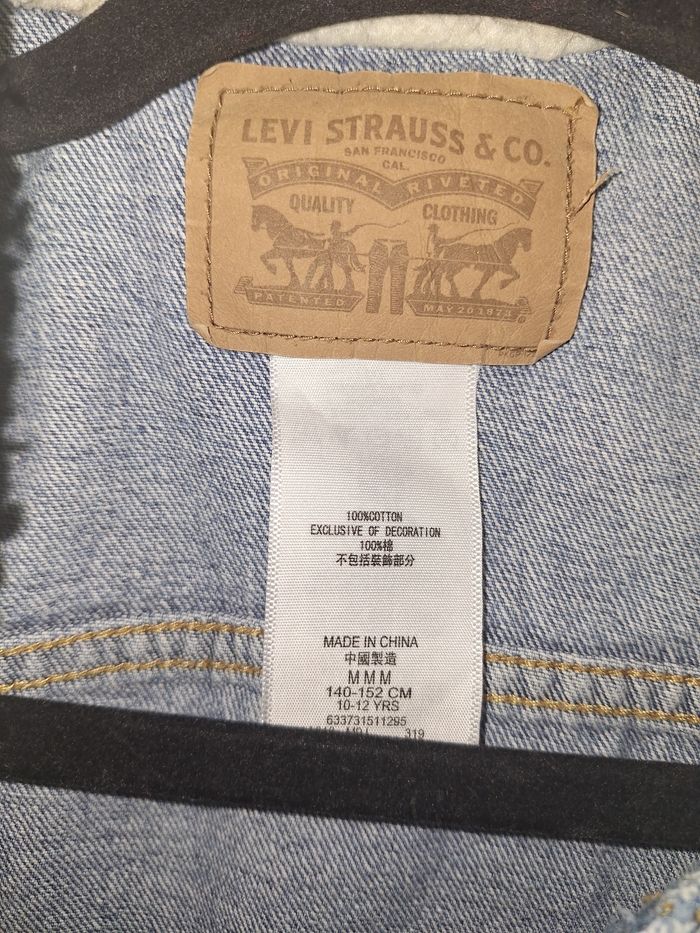 LEVI STRAUSS & CO.
SAN FRANCISCO
CAL.
ORIGINAL RIVETED
QUALITY CLOTHING
PATENTED MAY 20 1873
100%COTTON
EXCLUSIVE OF DECORATION
100%棉
不包括裝飾部分
MADE IN CHINA
中國製造
M M M
140-152 CM
10-12 YRS
633731511295
319